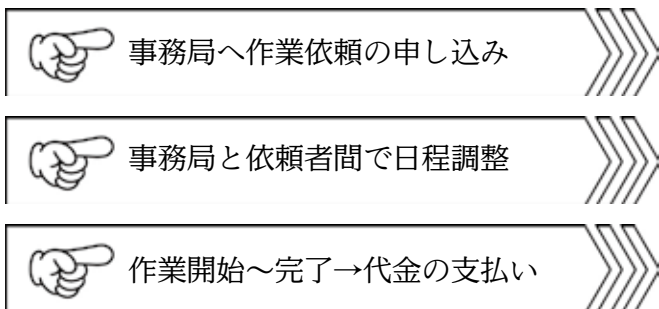 事務局へ作業依頼の申し込み
事務局と依頼者間で日程調整
作業開始～完了→代金の支払い